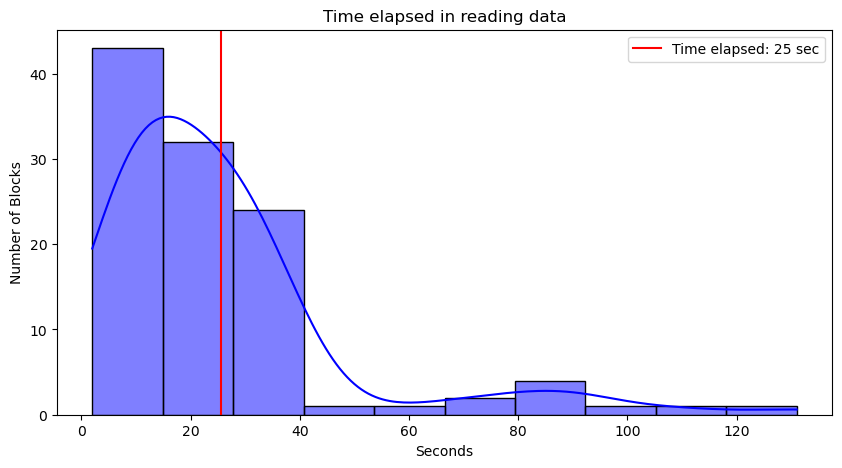 Time elapsed in reading data
Time elapsed: 25 sec
40
30
20
10
0
Number of Blocks
0 20 40 60 80 100 120
Seconds